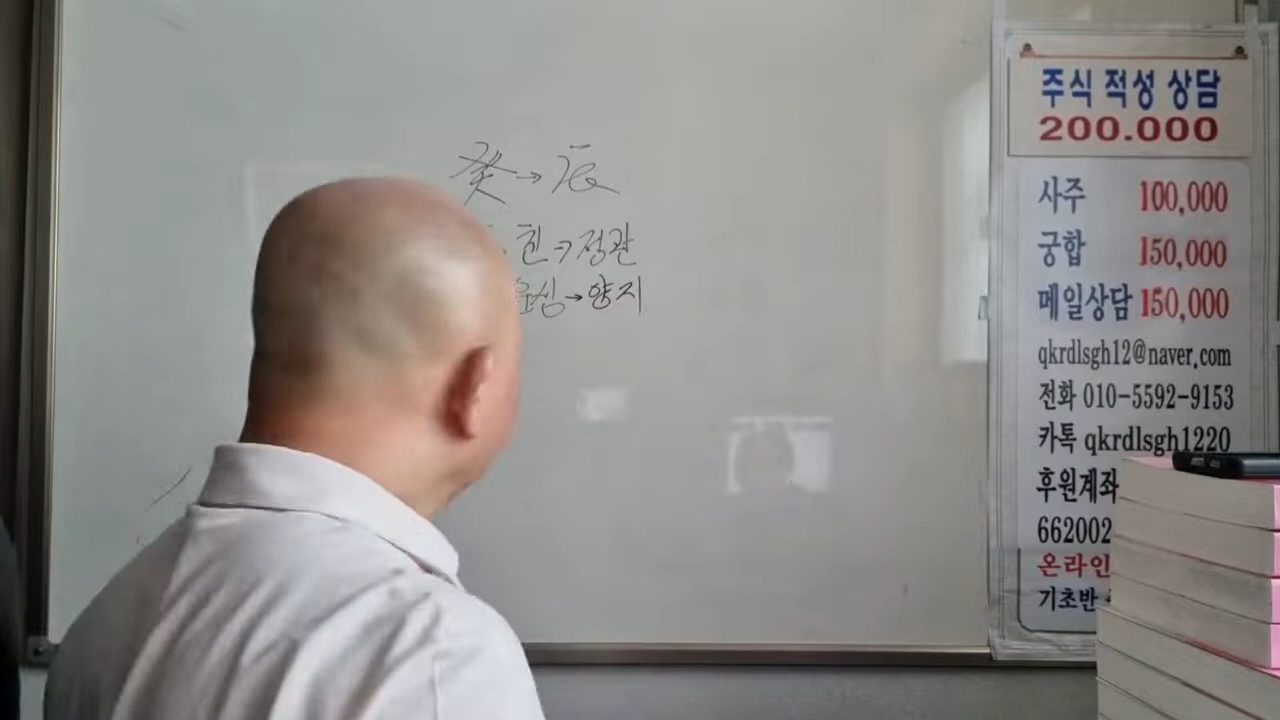 癸→辰
힌→정관
→양지
주식 적성 상담
200.000
사주 100,000
궁합 150,000
메일상담 150,000
qkrdlsgh12@naver.com
전화 010-5592-9153
카톡 qkrdlsgh1220
후원계좌
662002
온라인
기초반